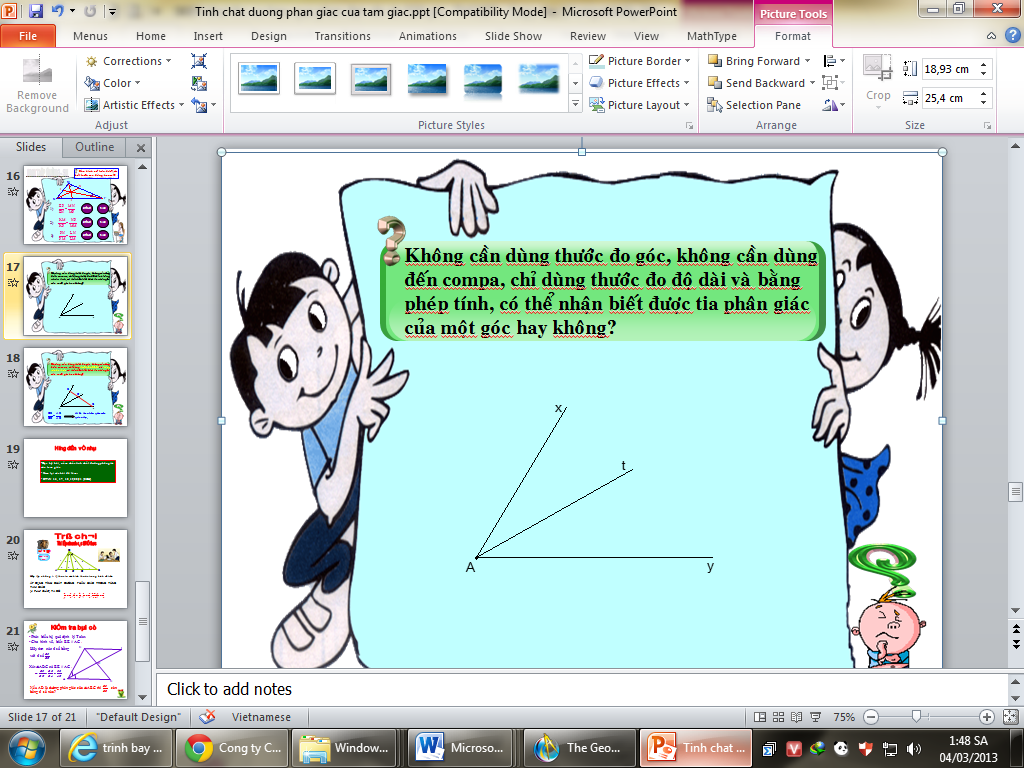 Tinh chat duong phan giac cua tam giac.ppt [Compatibility Mode] - Microsoft PowerPoint
Picture Tools
File Menus Home Insert Design Transitions Animations Slide Show Review View MathType Format
Remove Background
Corrections
Color
Artistic Effects
Adjust
Picture Styles
Picture Border
Picture Effects
Picture Layout
Bring Forward
Send Backward
Selection Pane
Arrange
Crop
18,93 cm
25,4 cm
Size
Slides Outline
16
17
18
19
20
21
Không cần dùng thước đo góc, không cần dùng
đến compa, chỉ dùng thước đo độ dài và bằng
phép tính, có thể nhận biết được tia phân giác
của một góc hay không?
x
t
A
y
Click to add notes
Slide 17 of 21 "Default Design" Vietnamese 75%
trinh bay ... Cong ty C... Window... Microso... The Geo... Tinh chat ...
1:48 SA
04/03/2013